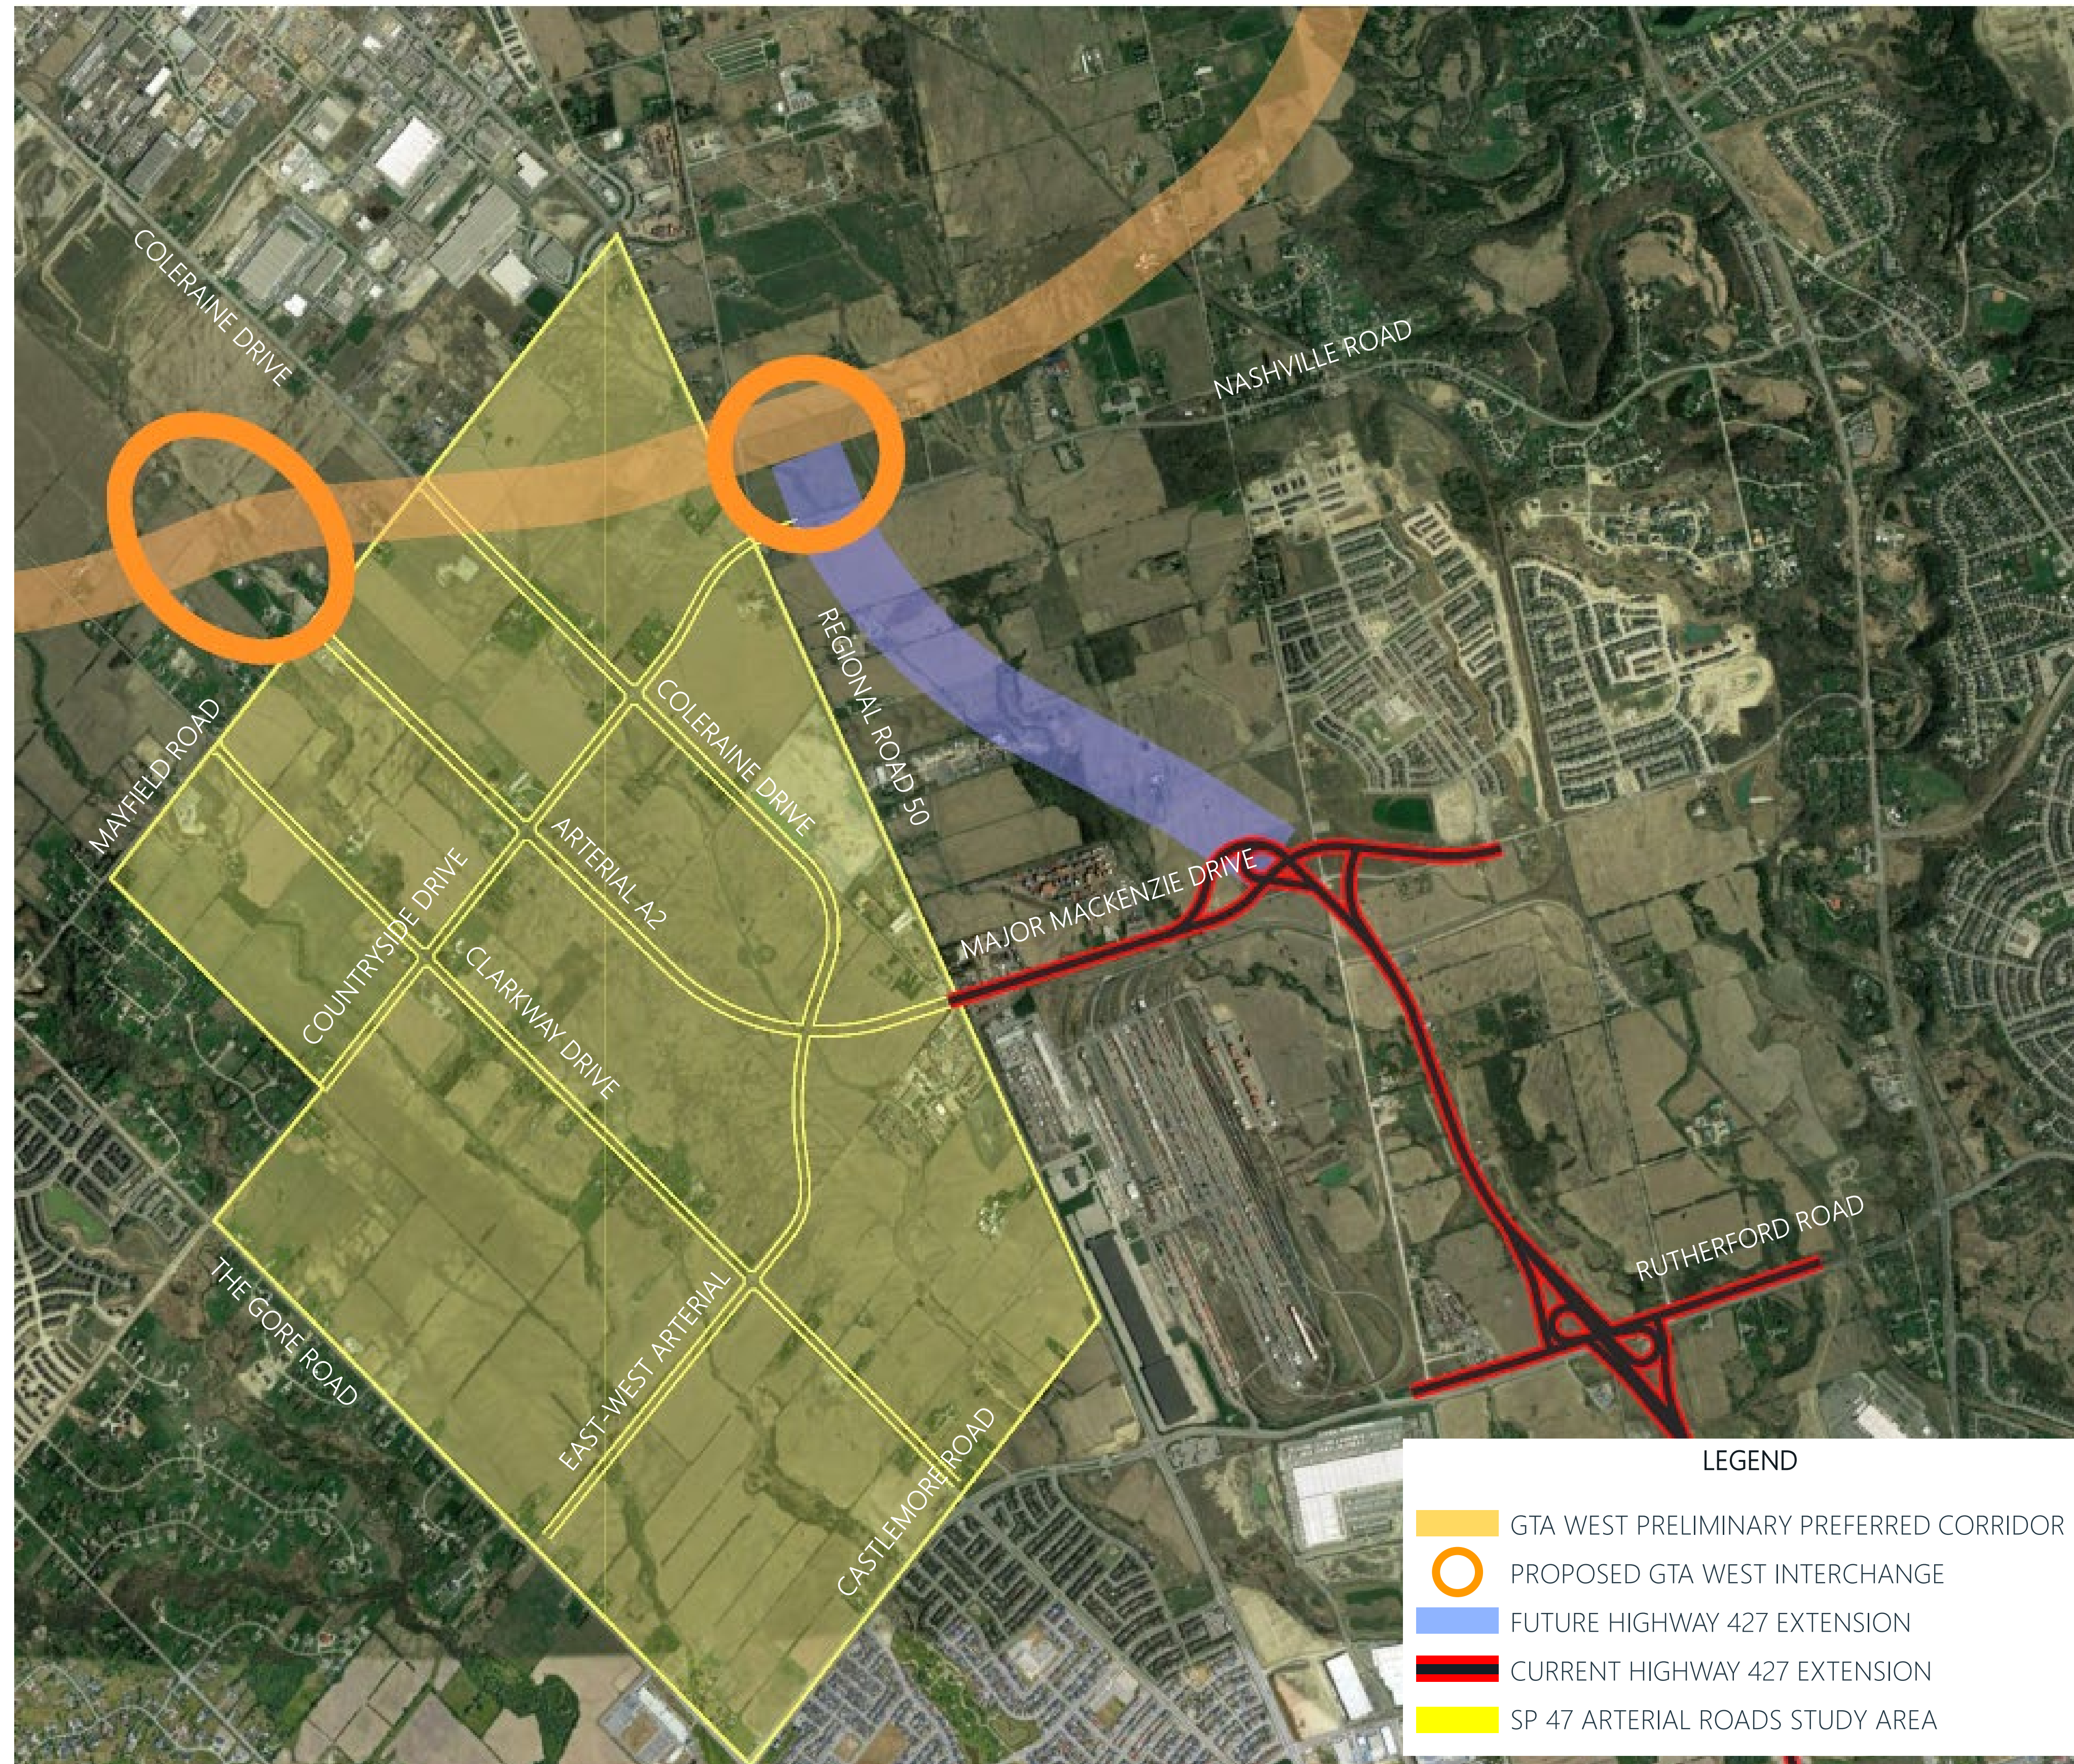 COLERAINE DRIVE
NASHVILLE ROAD
REGIONAL ROAD 50
MAYFIELD ROAD
COLERAINE DRIVE
ARTERIAL A2
COUNTRYSIDE DRIVE
CLARKWAY DRIVE
MAJOR MACKENZIE DRIVE
RUTHERFORD ROAD
THE GORE ROAD
EAST-WEST ARTERIAL
CASTLEMORE ROAD
LEGEND
GTA WEST PRELIMINARY PREFERRED CORRIDOR
PROPOSED GTA WEST INTERCHANGE
FUTURE HIGHWAY 427 EXTENSION
CURRENT HIGHWAY 427 EXTENSION
SP 47 ARTERIAL ROADS STUDY AREA